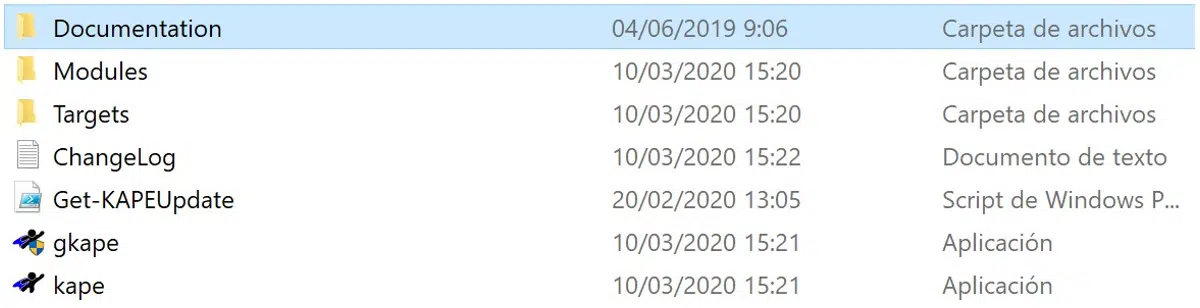 Documentation 04/06/2019 9:06 Carpeta de archivos
Modules 10/03/2020 15:20 Carpeta de archivos
Targets 10/03/2020 15:20 Carpeta de archivos
ChangeLog 10/03/2020 15:22 Documento de texto
Get-KAPEUpdate 20/02/2020 13:05 Script de Windows P...
gkape 10/03/2020 15:21 Aplicación
kape 10/03/2020 15:21 Aplicación